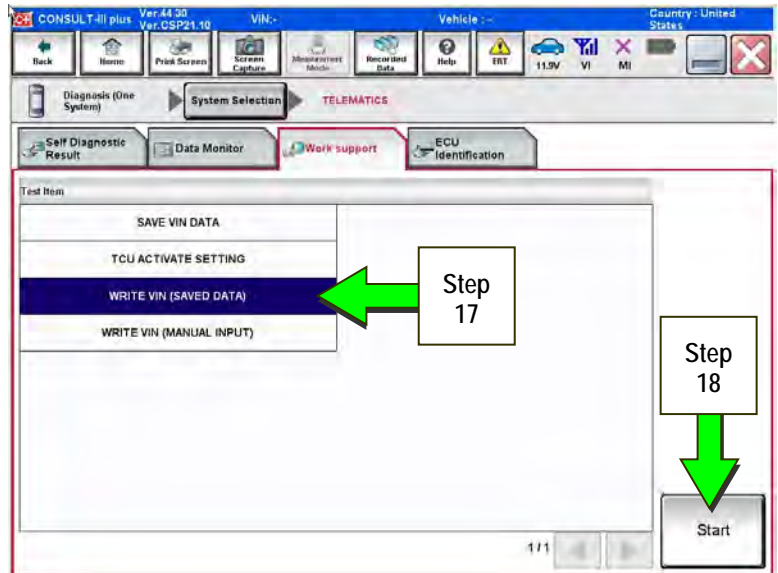 CONSULT-III plus Ver.44.30 VIN:- Vehicle : - Country : United
Ver.CSP21.10 States
Back Home Print Screen Screen Capture Measurement Mode Recorded Data Help ERT 11.9V VI MI
Diagnosis (One System) System Selection TELEMATICS
Self Diagnostic Result Data Monitor Work support ECU Identification
Test Item
SAVE VIN DATA
TCU ACTIVATE SETTING
WRITE VIN (SAVED DATA)
WRITE VIN (MANUAL INPUT)
Step
17
Step
18
Start
1/1